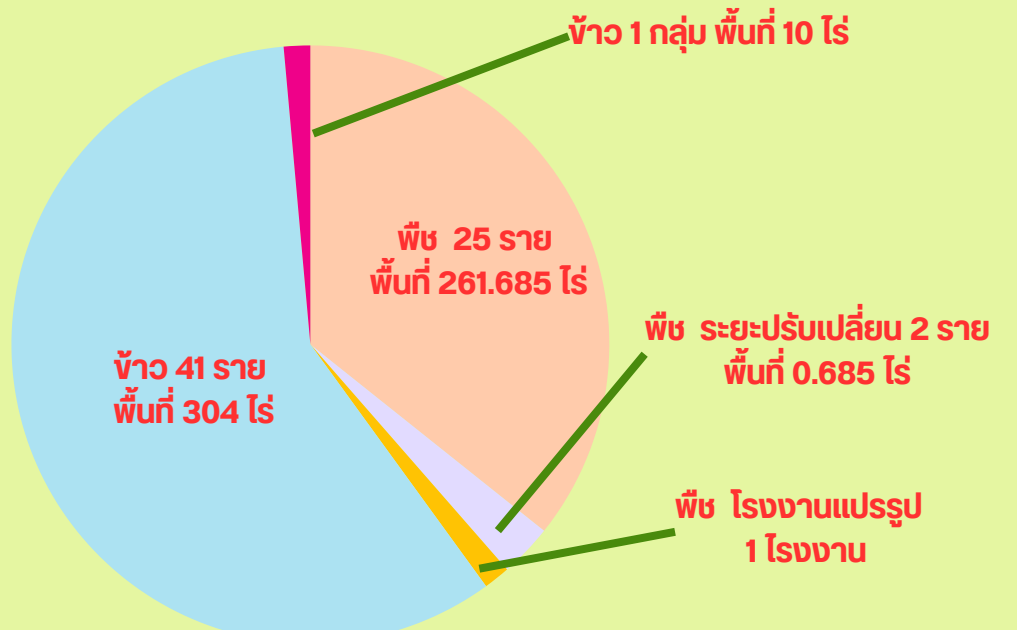 ข้าว 1 กลุ่ม พื้นที่ 10 ไร่
พืช 25 ราย
พื้นที่ 261.685 ไร่
พืช ระยะปรับเปลี่ยน 2 ราย
พื้นที่ 0.685 ไร่
ข้าว 41 ราย
พื้นที่ 304 ไร่
พืช โรงงานแปรรูป
1 โรงงาน